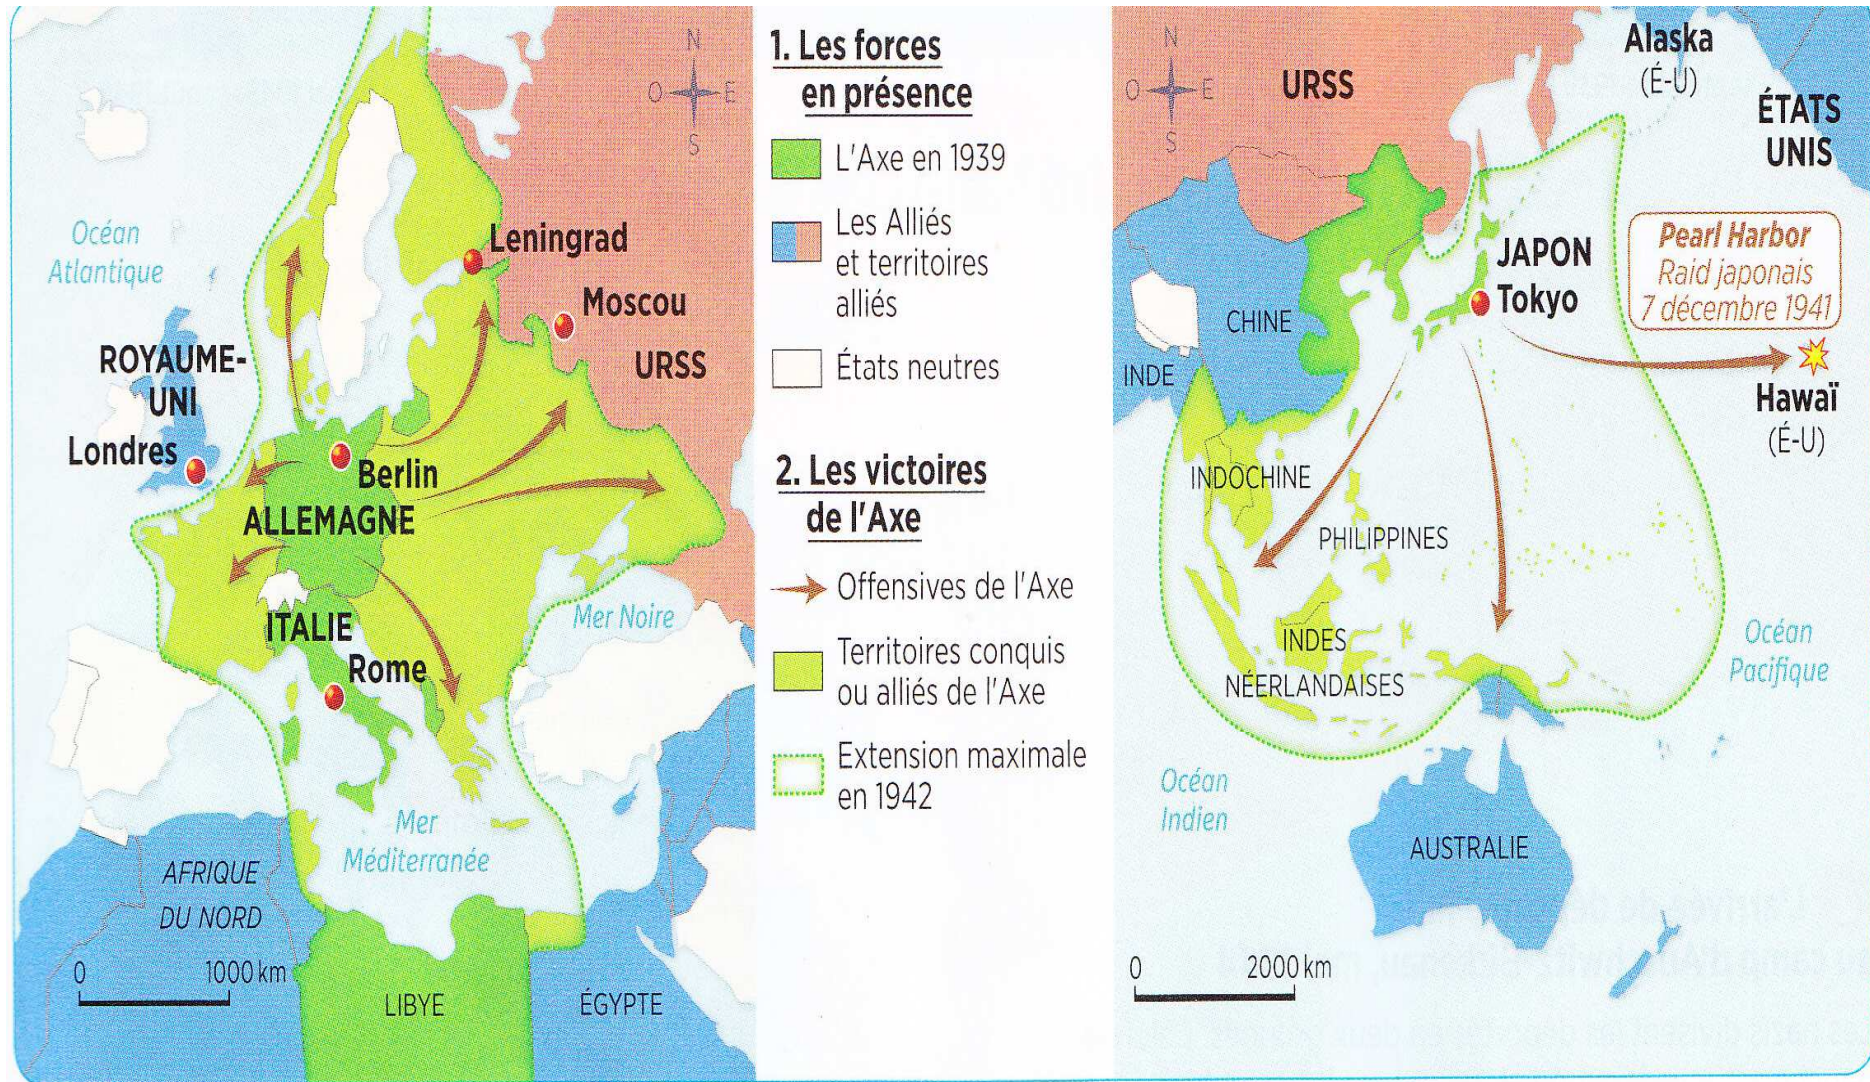 N
O
E
S
Océan
Atlantique
Leningrad
Moscou
URSS
ROYAUME-
UNI
Londres
Berlin
ALLEMAGNE
ITALIE
Rome
Mer Noire
Mer
Méditerranée
AFRIQUE
DU NORD
0
1000 km
LIBYE
ÉGYPTE
1. Les forces
en présence
L'Axe en 1939
Les Alliés
et territoires
alliés
États neutres
2. Les victoires
de l'Axe
Offensives de l'Axe
Territoires conquis
ou alliés de l'Axe
Extension maximale
en 1942
N
O
E
S
URSS
Alaska
(É-U)
ÉTATS
UNIS
Pearl Harbor
Raid japonais
7 décembre 1941
JAPON
Tokyo
CHINE
INDE
Hawaï
(É-U)
INDOCHINE
PHILIPPINES
INDES
NÉERLANDAISES
Océan
Pacifique
Océan
Indien
AUSTRALIE
0
2000 km